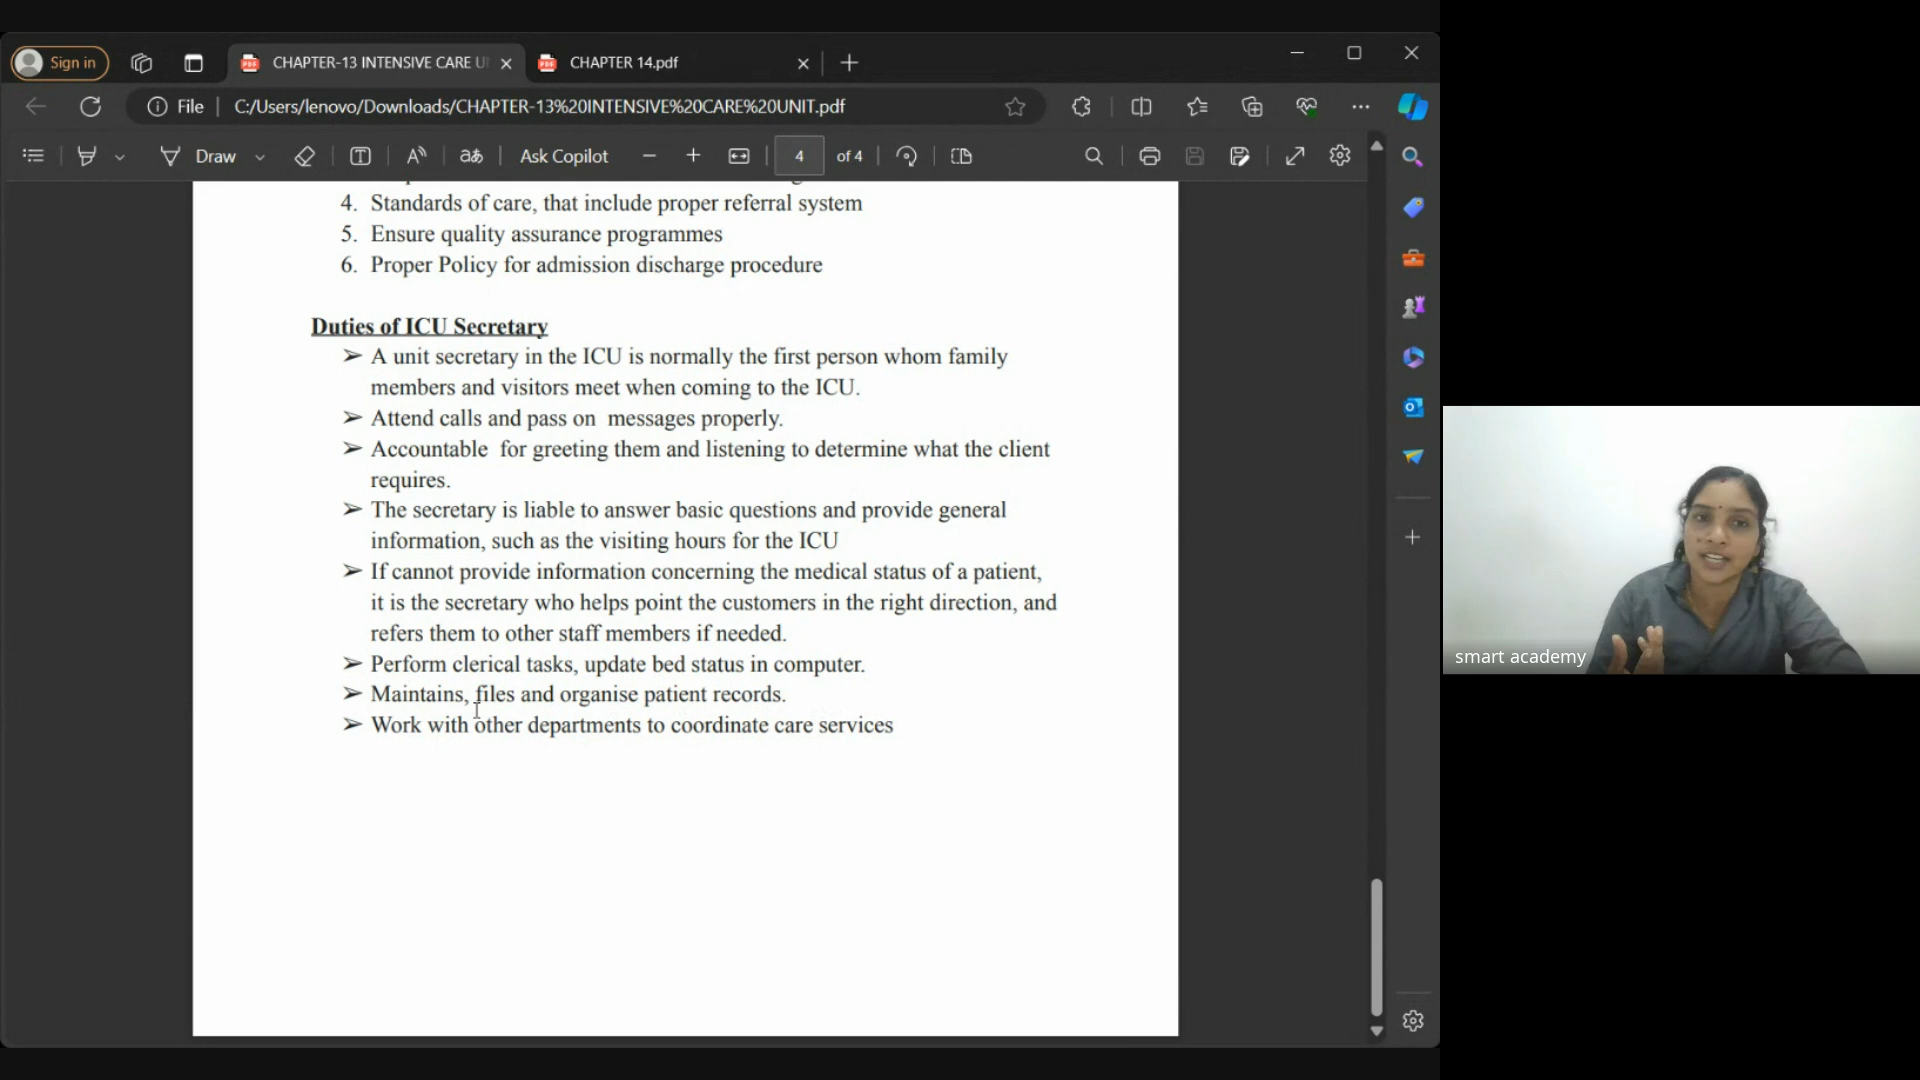 Sign in
CHAPTER-13 INTENSIVE CARE U
CHAPTER 14.pdf
File
C:/Users/lenovo/Downloads/CHAPTER-13%20INTENSIVE%20CARE%20UNIT.pdf
Draw
Ask Copilot
4
of 4
4. Standards of care, that include proper referral system
5. Ensure quality assurance programmes
6. Proper Policy for admission discharge procedure
Duties of ICU Secretary
➢ A unit secretary in the ICU is normally the first person whom family
members and visitors meet when coming to the ICU.
➢ Attend calls and pass on messages properly.
➢ Accountable for greeting them and listening to determine what the client
requires.
➢ The secretary is liable to answer basic questions and provide general
information, such as the visiting hours for the ICU
➢ If cannot provide information concerning the medical status of a patient,
it is the secretary who helps point the customers in the right direction, and
refers them to other staff members if needed.
➢ Perform clerical tasks, update bed status in computer.
➢ Maintains, files and organise patient records.
➢ Work with other departments to coordinate care services
smart academy